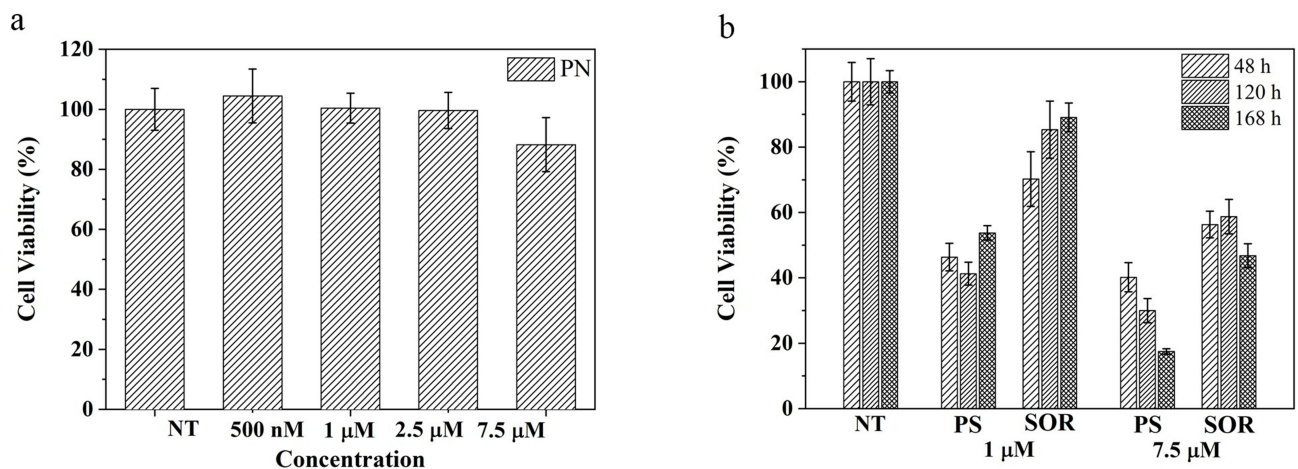 a
120
100
80
60
40
20
0
Cell Viability (%)
PN
NT 500 nM 1 µM 2.5 µM 7.5 µM
Concentration
b
100
80
60
40
20
0
Cell Viability (%)
48 h
120 h
168 h
NT PS SOR PS SOR
1 µM 7.5 µM